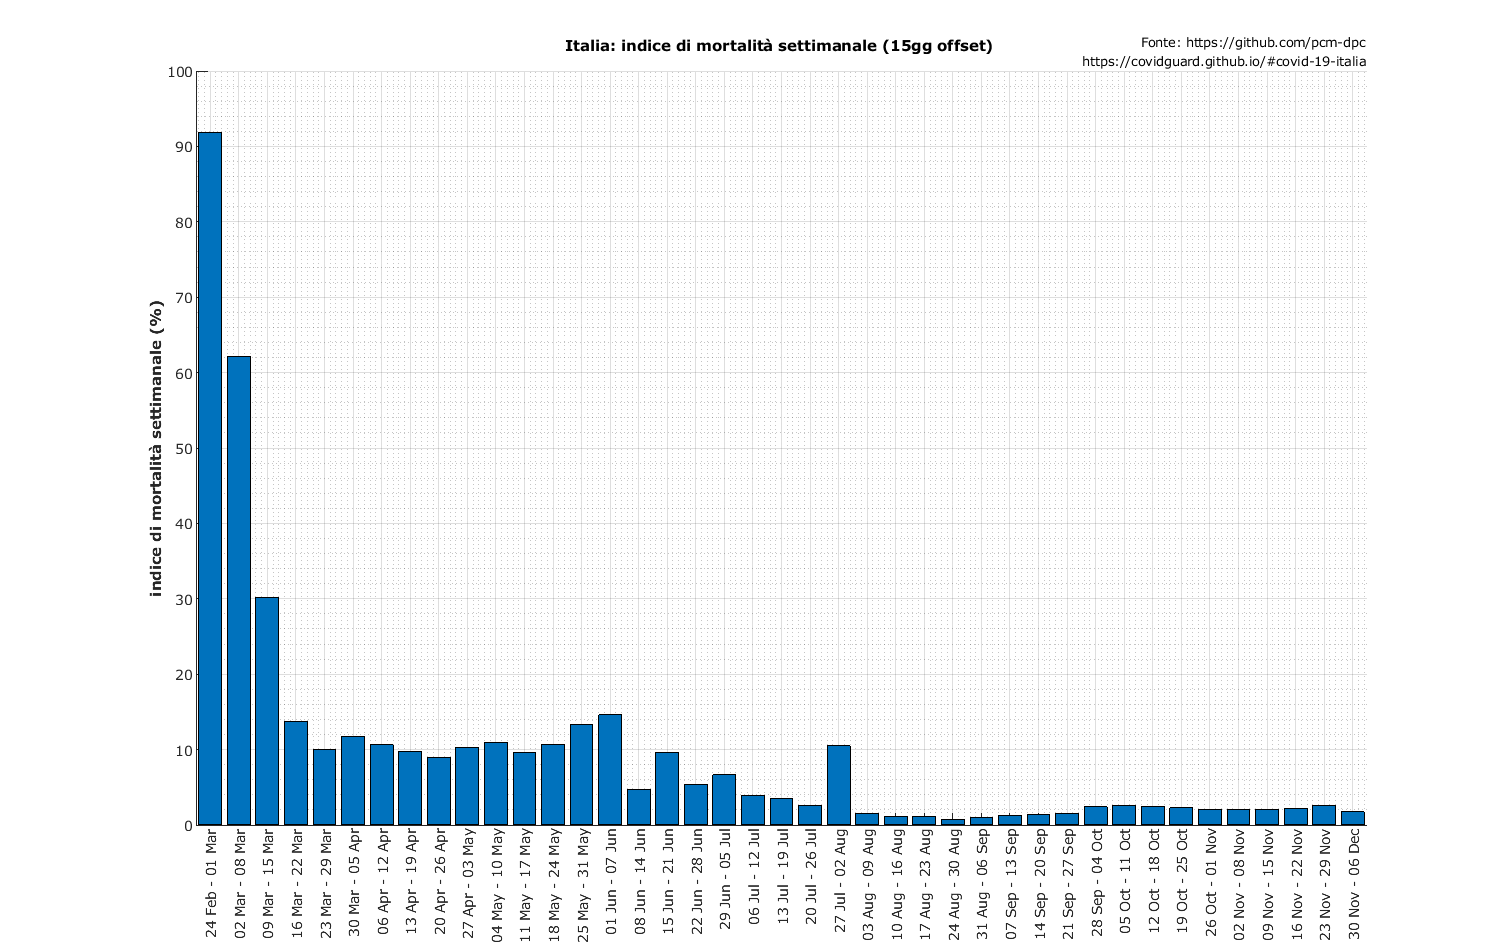 Italia: indice di mortalità settimanale (15gg offset)
Fonte: https://github.com/pcm-dpc
https://covidguard.github.io/#covid-19-italia
indice di mortalità settimanale (%)
100
90
80
70
60
50
40
30
20
10
0
24 Feb - 01 Mar
02 Mar - 08 Mar
09 Mar - 15 Mar
16 Mar - 22 Mar
23 Mar - 29 Mar
30 Mar - 05 Apr
06 Apr - 12 Apr
13 Apr - 19 Apr
20 Apr - 26 Apr
27 Apr - 03 May
04 May - 10 May
11 May - 17 May
18 May - 24 May
25 May - 31 May
01 Jun - 07 Jun
08 Jun - 14 Jun
15 Jun - 21 Jun
22 Jun - 28 Jun
29 Jun - 05 Jul
06 Jul - 12 Jul
13 Jul - 19 Jul
20 Jul - 26 Jul
27 Jul - 02 Aug
03 Aug - 09 Aug
10 Aug - 16 Aug
17 Aug - 23 Aug
24 Aug - 30 Aug
31 Aug - 06 Sep
07 Sep - 13 Sep
14 Sep - 20 Sep
21 Sep - 27 Sep
28 Sep - 04 Oct
05 Oct - 11 Oct
12 Oct - 18 Oct
19 Oct - 25 Oct
26 Oct - 01 Nov
02 Nov - 08 Nov
09 Nov - 15 Nov
16 Nov - 22 Nov
23 Nov - 29 Nov
30 Nov - 06 Dec